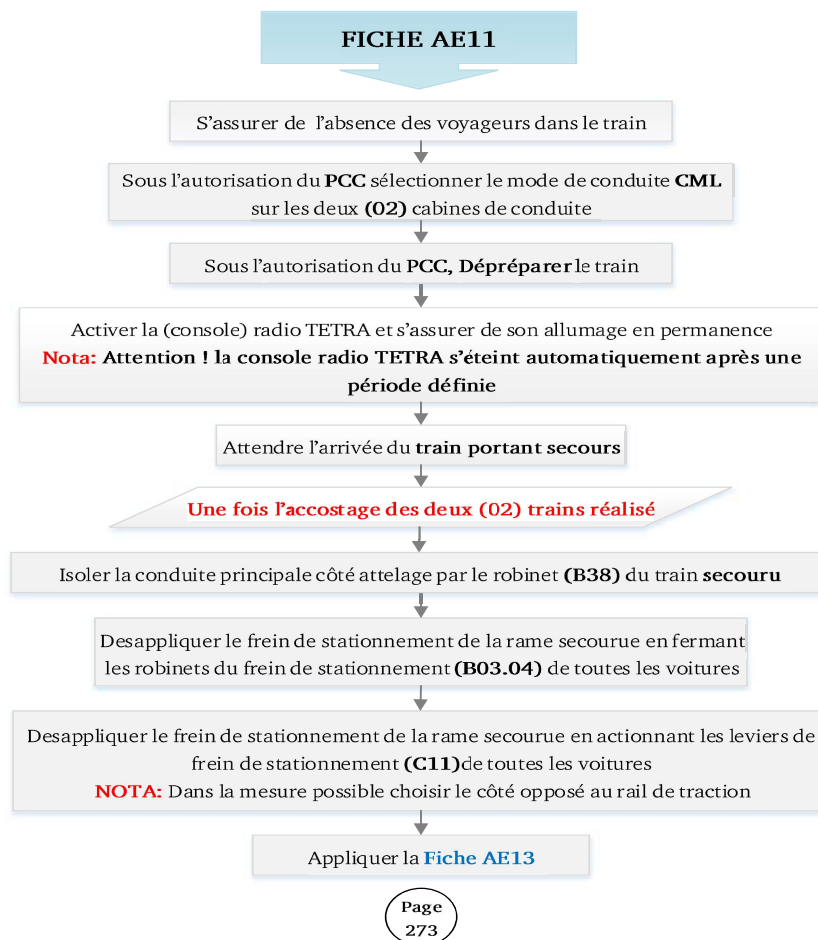 FICHE AE11
S'assurer de l'absence des voyageurs dans le train
Sous l'autorisation du PCC sélectionner le mode de conduite CML
sur les deux (02) cabines de conduite
Sous l'autorisation du PCC, Dépréparer le train
Activer la (console) radio TETRA et s'assurer de son allumage en permanence
Nota: Attention ! la console radio TETRA s'éteint automatiquement après une
période définie
Attendre l'arrivée du train portant secours
Une fois l'accostage des deux (02) trains réalisé
Isoler la conduite principale côté attelage par le robinet (B38) du train secouru
Desappliquer le frein de stationnement de la rame secourue en fermant
les robinets du frein de stationnement (B03.04) de toutes les voitures
Desappliquer le frein de stationnement de la rame secourue en actionnant les leviers de
frein de stationnement (C11)de toutes les voitures
NOTA: Dans la mesure possible choisir le côté opposé au rail de traction
Appliquer la Fiche AE13
Page
273